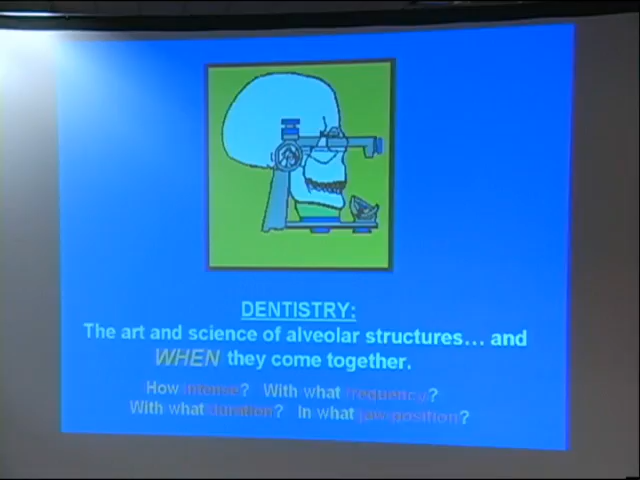 DENTISTRY:
The art and science of alveolar structures... and
WHEN they come together.
How intense? With what frequency?
With what duration? In what jaw position?